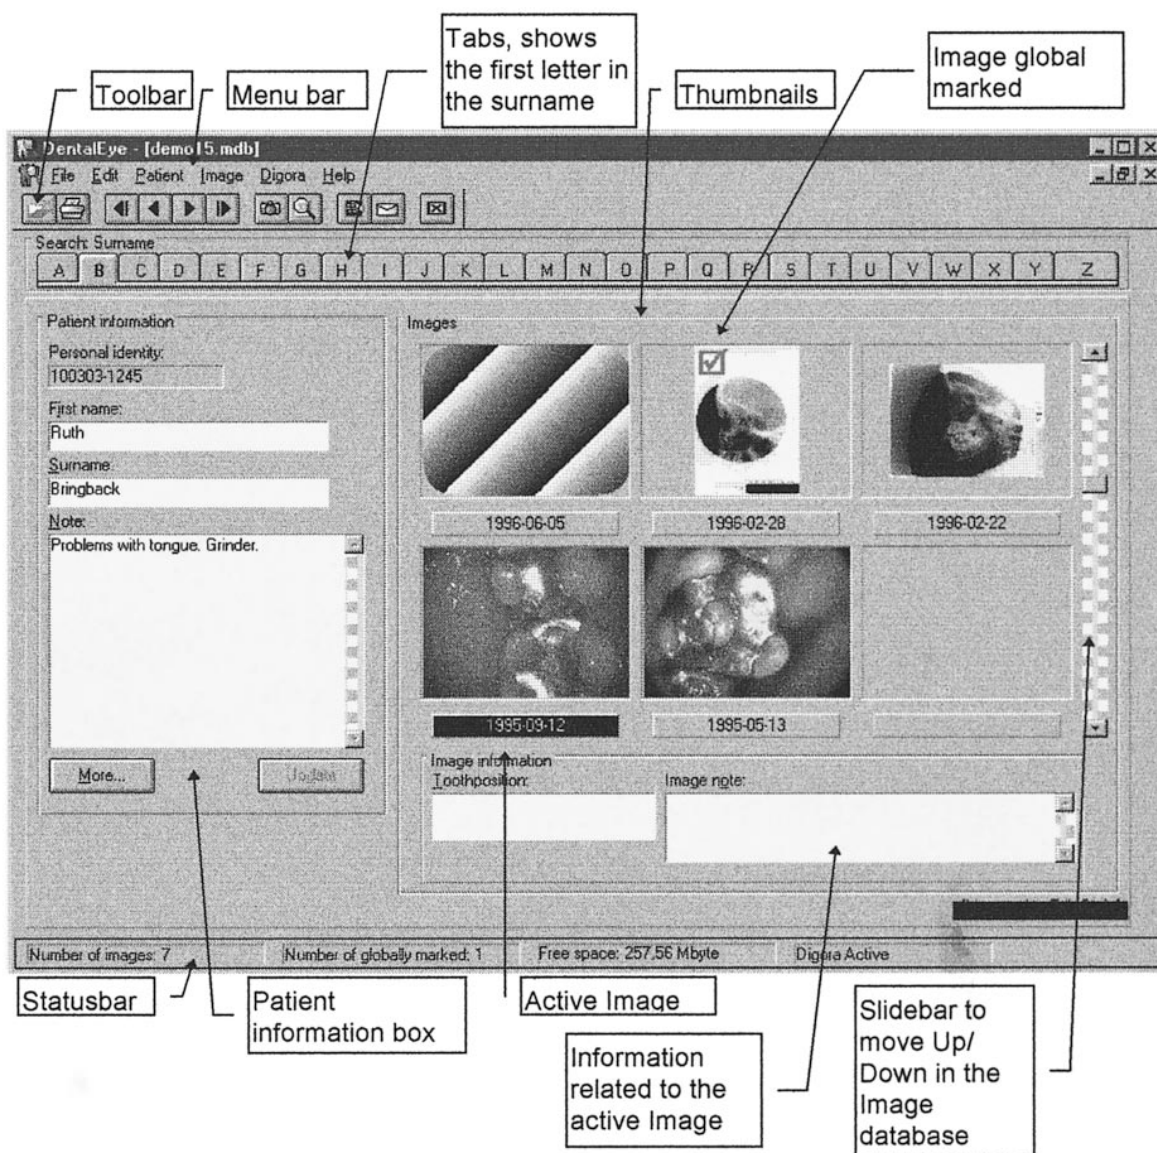 Tabs, shows
the first letter in
the surname
Image global
marked
Toolbar
Menu bar
Thumbnails
DentalEye - [demo15.mdb]
File Edit Patient Image Digora Help
Search: Surname
A B C D E F G H I J K L M N O P Q R S T U V W X Y Z
Patient information
Images
Personal identity:
100303-1245
First name:
Ruth
Surname:
Bringback
Note:
Problems with tongue. Grinder.
1996-06-05
1996-02-28
1996-02-22
1995-09-12
1995-05-13
More...
Update
Image information
Toothposition:
Image note:
Number of images: 7
Number of globally marked: 1
Free space: 257,56 Mbyte
Digora Active
Statusbar
Patient
information box
Active Image
Information
related to the
active Image
Slidebar to
move Up/
Down in the
Image
database